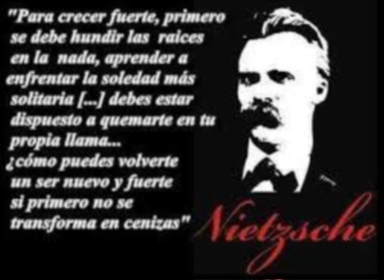 "Para crecer fuerte, primero
se debe hundir las raices
en la nada, aprender a
enfrentar la soledad más
solitaria [...] debes estar
dispuesto a quemarte en tu
propia llama...
¿cómo puedes volverte
un ser nuevo y fuerte
si primero no se
transforma en cenizas"
Nietzsche